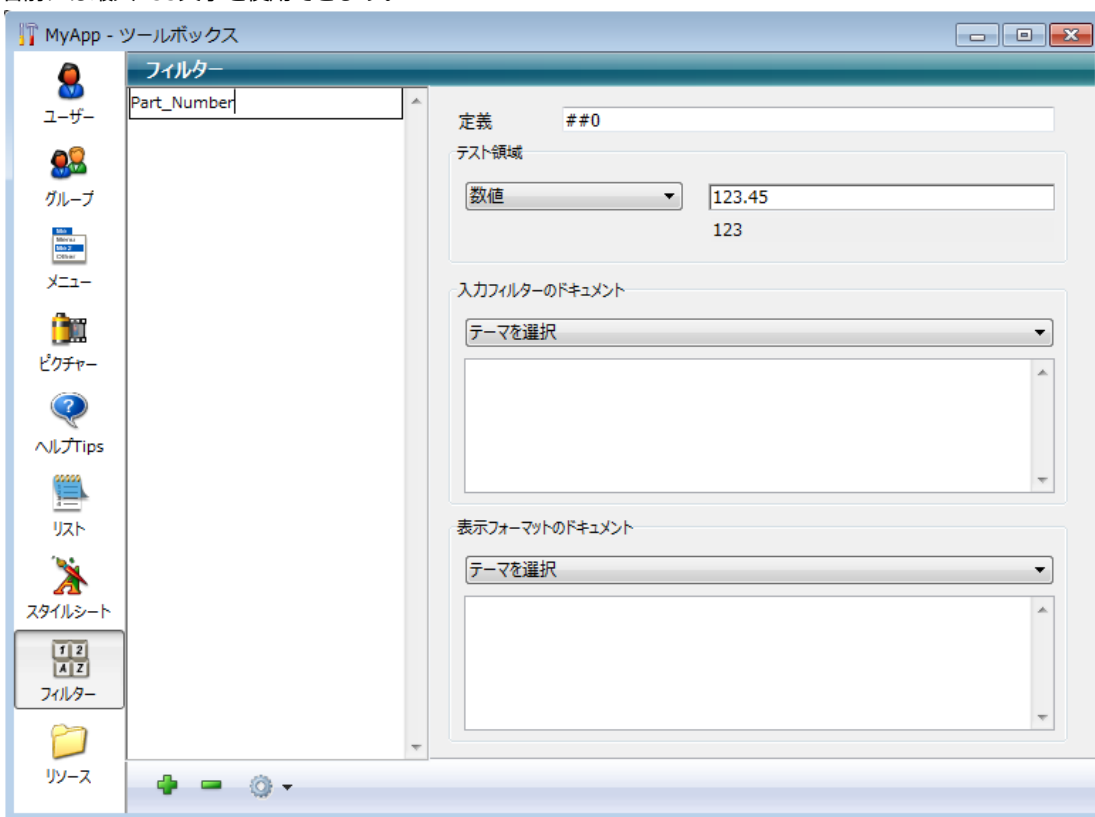 MyApp - ツールボックス
フィルター
ユーザー
グループ
メニュー
ピクチャー
ヘルプTips
リスト
スタイルシート
1 2
A Z
フィルター
リソース
Part_Number
定義 ##0
テスト領域
数値 123.45
123
入力フィルターのドキュメント
テーマを選択
表示フォーマットのドキュメント
テーマを選択